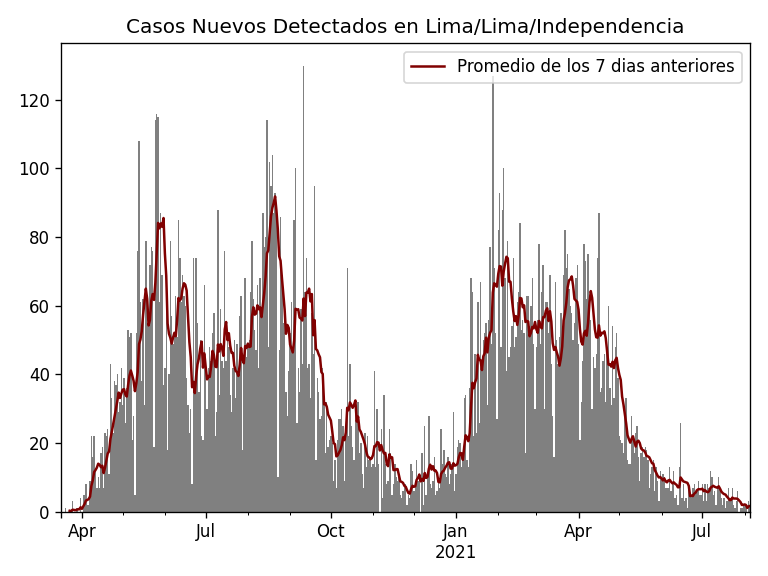 Casos Nuevos Detectados en Lima/Lima/Independencia
Promedio de los 7 dias anteriores
120
100
80
60
40
20
0
Apr Jul Oct Jan Apr Jul
2021